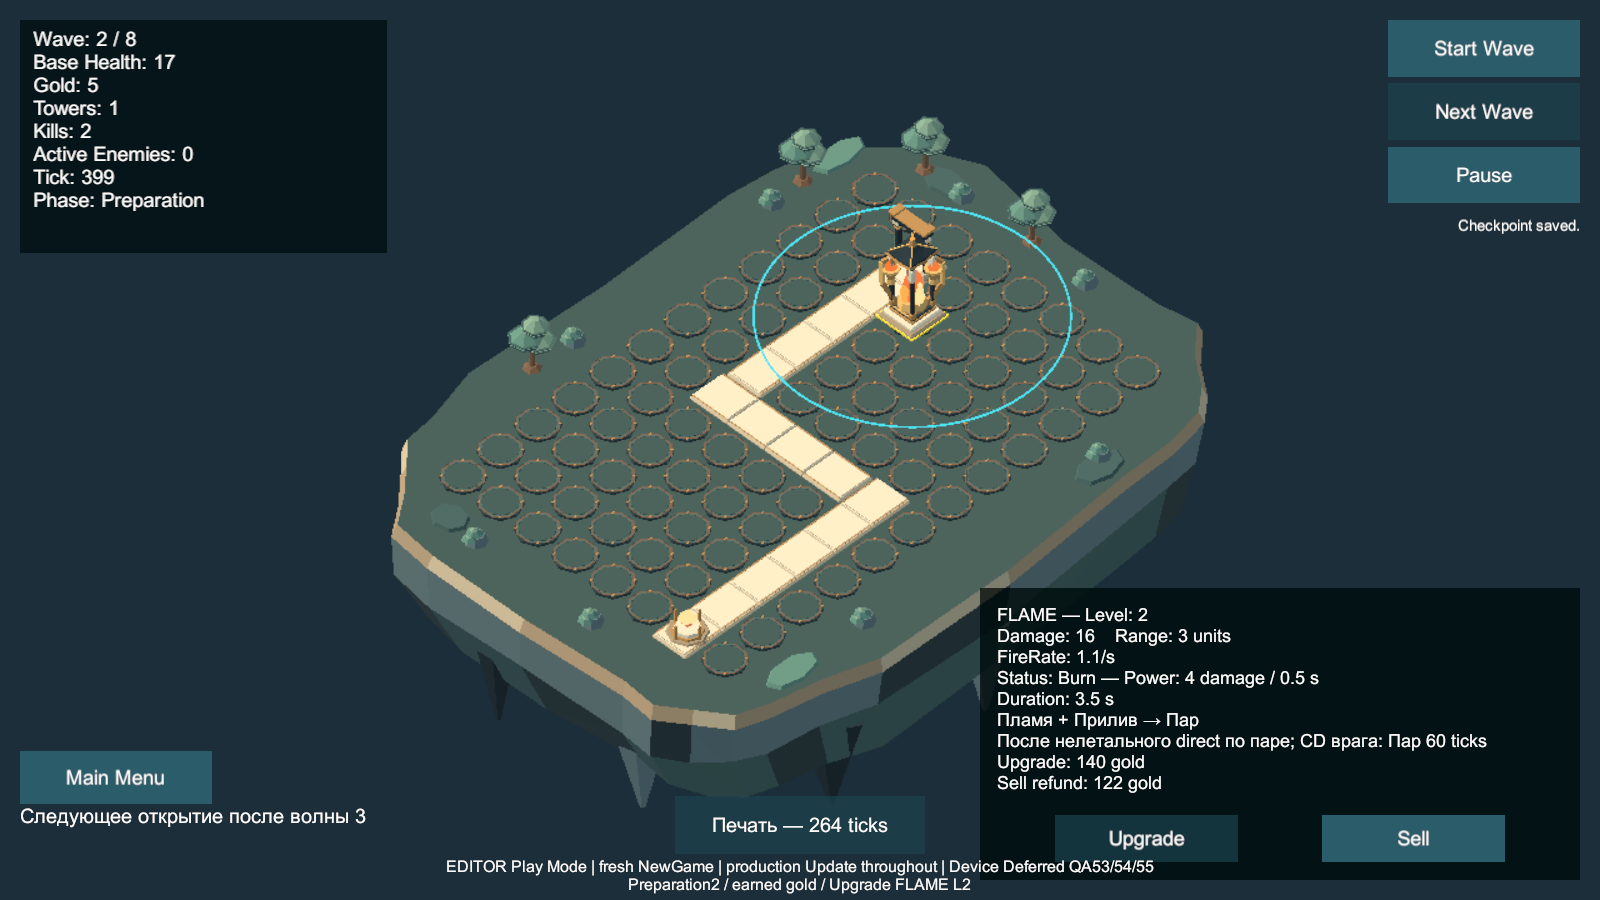 Wave: 2 / 8
Base Health: 17
Gold: 5
Towers: 1
Kills: 2
Active Enemies: 0
Tick: 399
Phase: Preparation
Start Wave
Next Wave
Pause
Checkpoint saved.
FLAME — Level: 2
Damage: 16    Range: 3 units
FireRate: 1.1/s
Status: Burn — Power: 4 damage / 0.5 s
Duration: 3.5 s
Пламя + Прилив → Пар
После нелетального direct по паре; CD врага: Пар 60 ticks
Upgrade: 140 gold
Sell refund: 122 gold
Upgrade
Sell
Main Menu
Следующее открытие после волны 3
Печать — 264 ticks
EDITOR Play Mode | fresh NewGame | production Update throughout | Device Deferred QA53/54/55
Preparation2 / earned gold / Upgrade FLAME L2